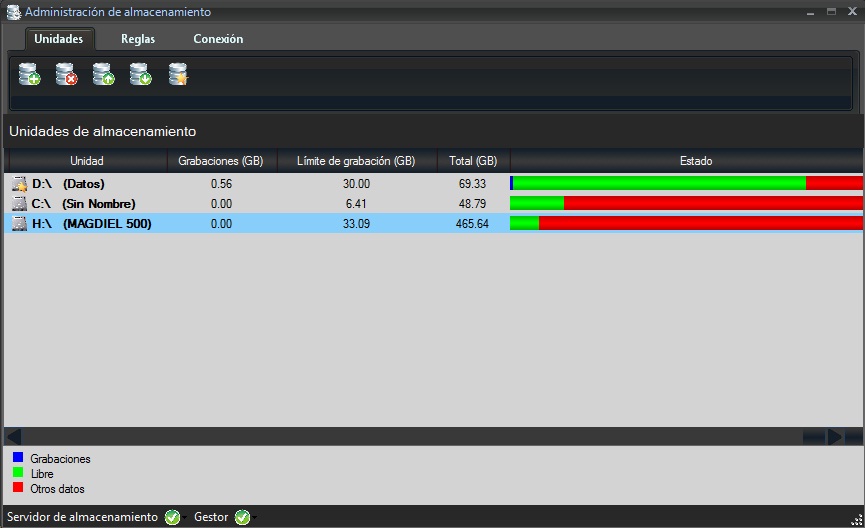 Administración de almacenamiento
Unidades Reglas Conexión
Unidades de almacenamiento
Unidad Grabaciones (GB) Límite de grabación (GB) Total (GB) Estado
D:\ (Datos) 0.56 30.00 69.33
C:\ (Sin Nombre) 0.00 6.41 48.79
H:\ (MAGDIEL 500) 0.00 33.09 465.64
Grabaciones
Libre
Otros datos
Servidor de almacenamiento Gestor